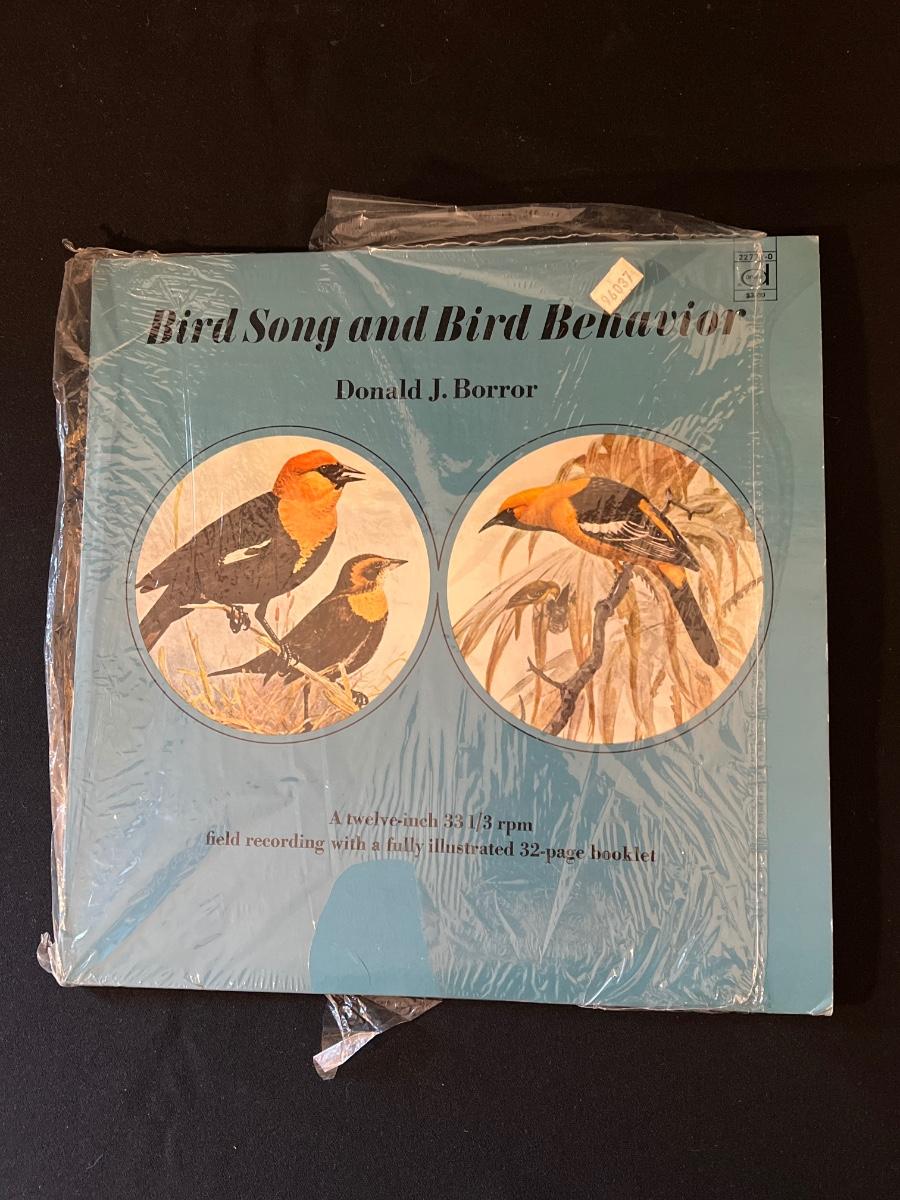 96037
Bird Song and Bird Behavior
Donald J. Borror
A twelve-inch 33 1/3 rpm
field recording with a fully illustrated 32-page booklet